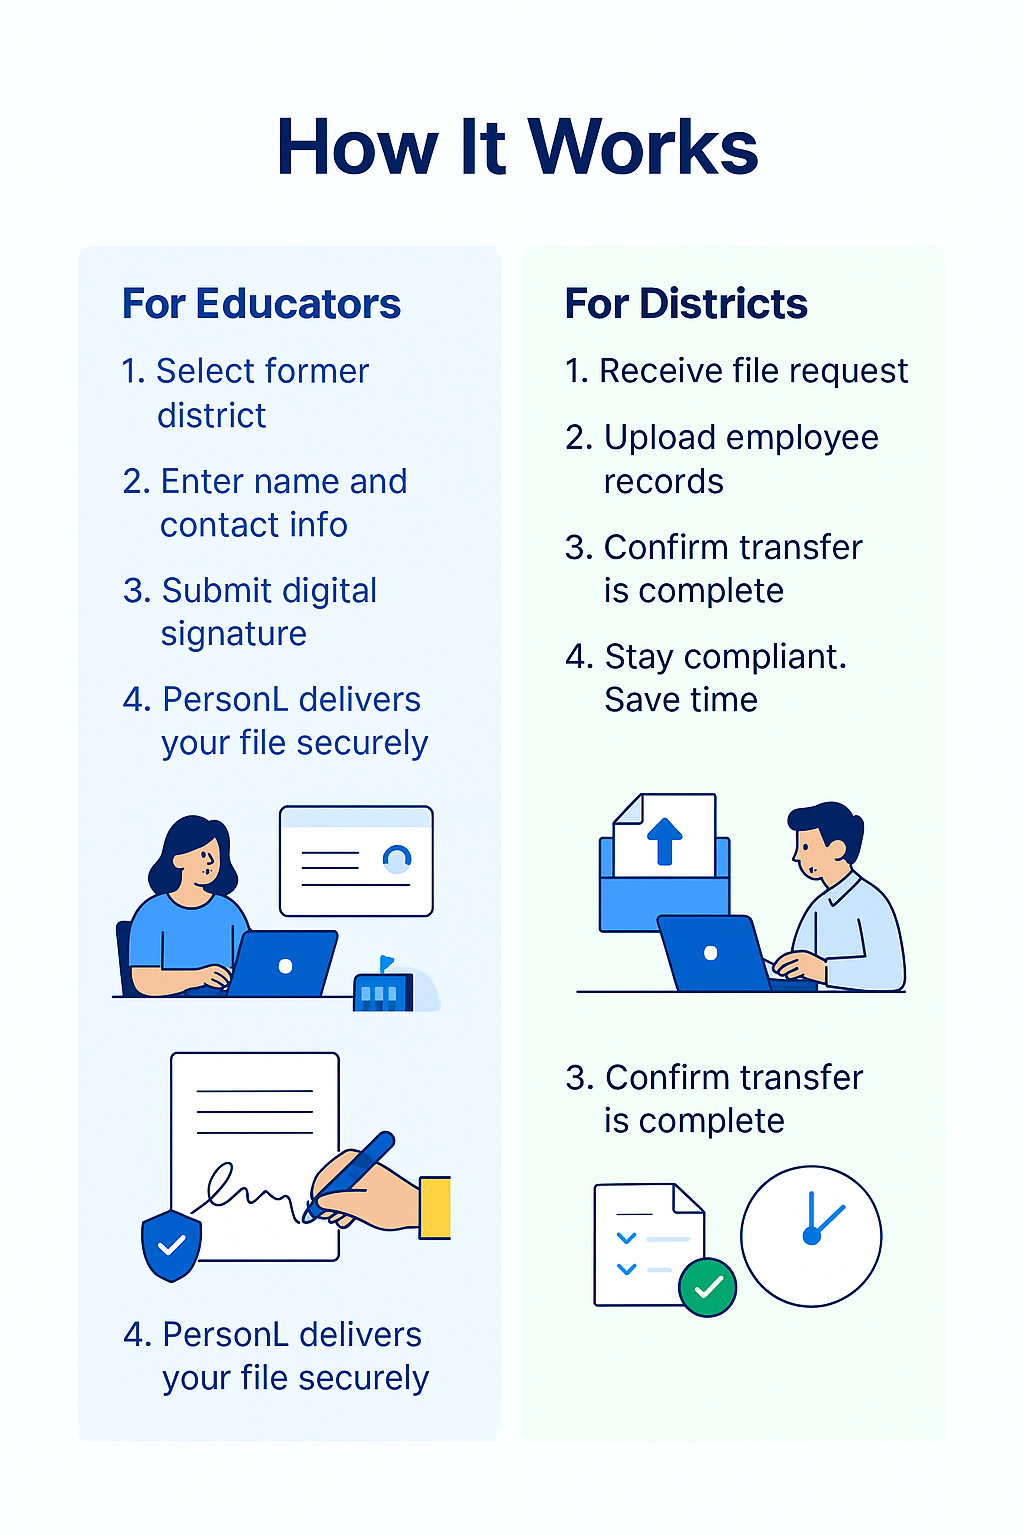 How It Works
For Educators
1. Select former
district
2. Enter name and
contact info
3. Submit digital
signature
4. PersonL delivers
your file securely
4. PersonL delivers
your file securely
For Districts
1. Receive file request
2. Upload employee
records
3. Confirm transfer
is complete
4. Stay compliant.
Save time
3. Confirm transfer
is complete